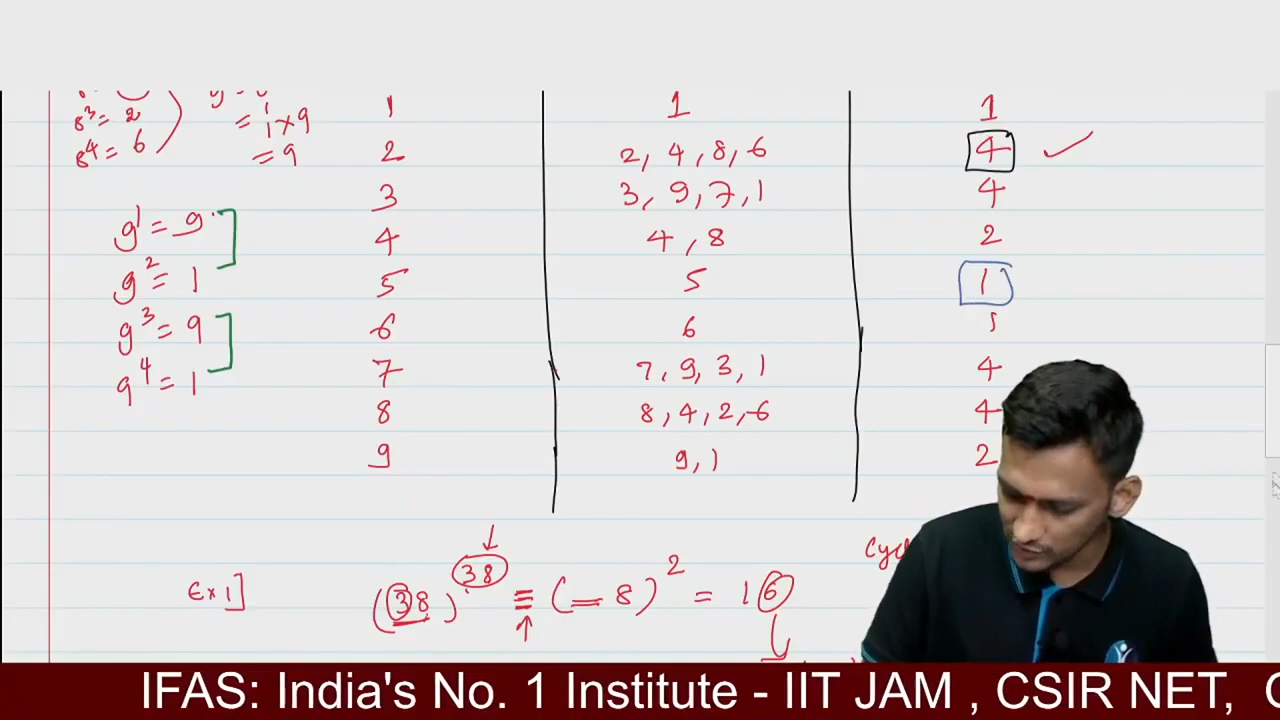 8³ = 2
8⁴ = 6
= 1 × 9
= 9
9¹ = 9
9² = 1
9³ = 9
9⁴ = 1
1 1 1
2 2, 4, 8, 6 4 ✓
3 3, 9, 7, 1 4
4 4, 8 2
5 5 1
6 6 1
7 7, 9, 3, 1 4
8 8, 4, 2, 6 4
9 9, 1 2
Ex 1] (38)³⁸ ≡ (_8)² = 16
IFAS: India's No. 1 Institute - IIT JAM , CSIR NET,